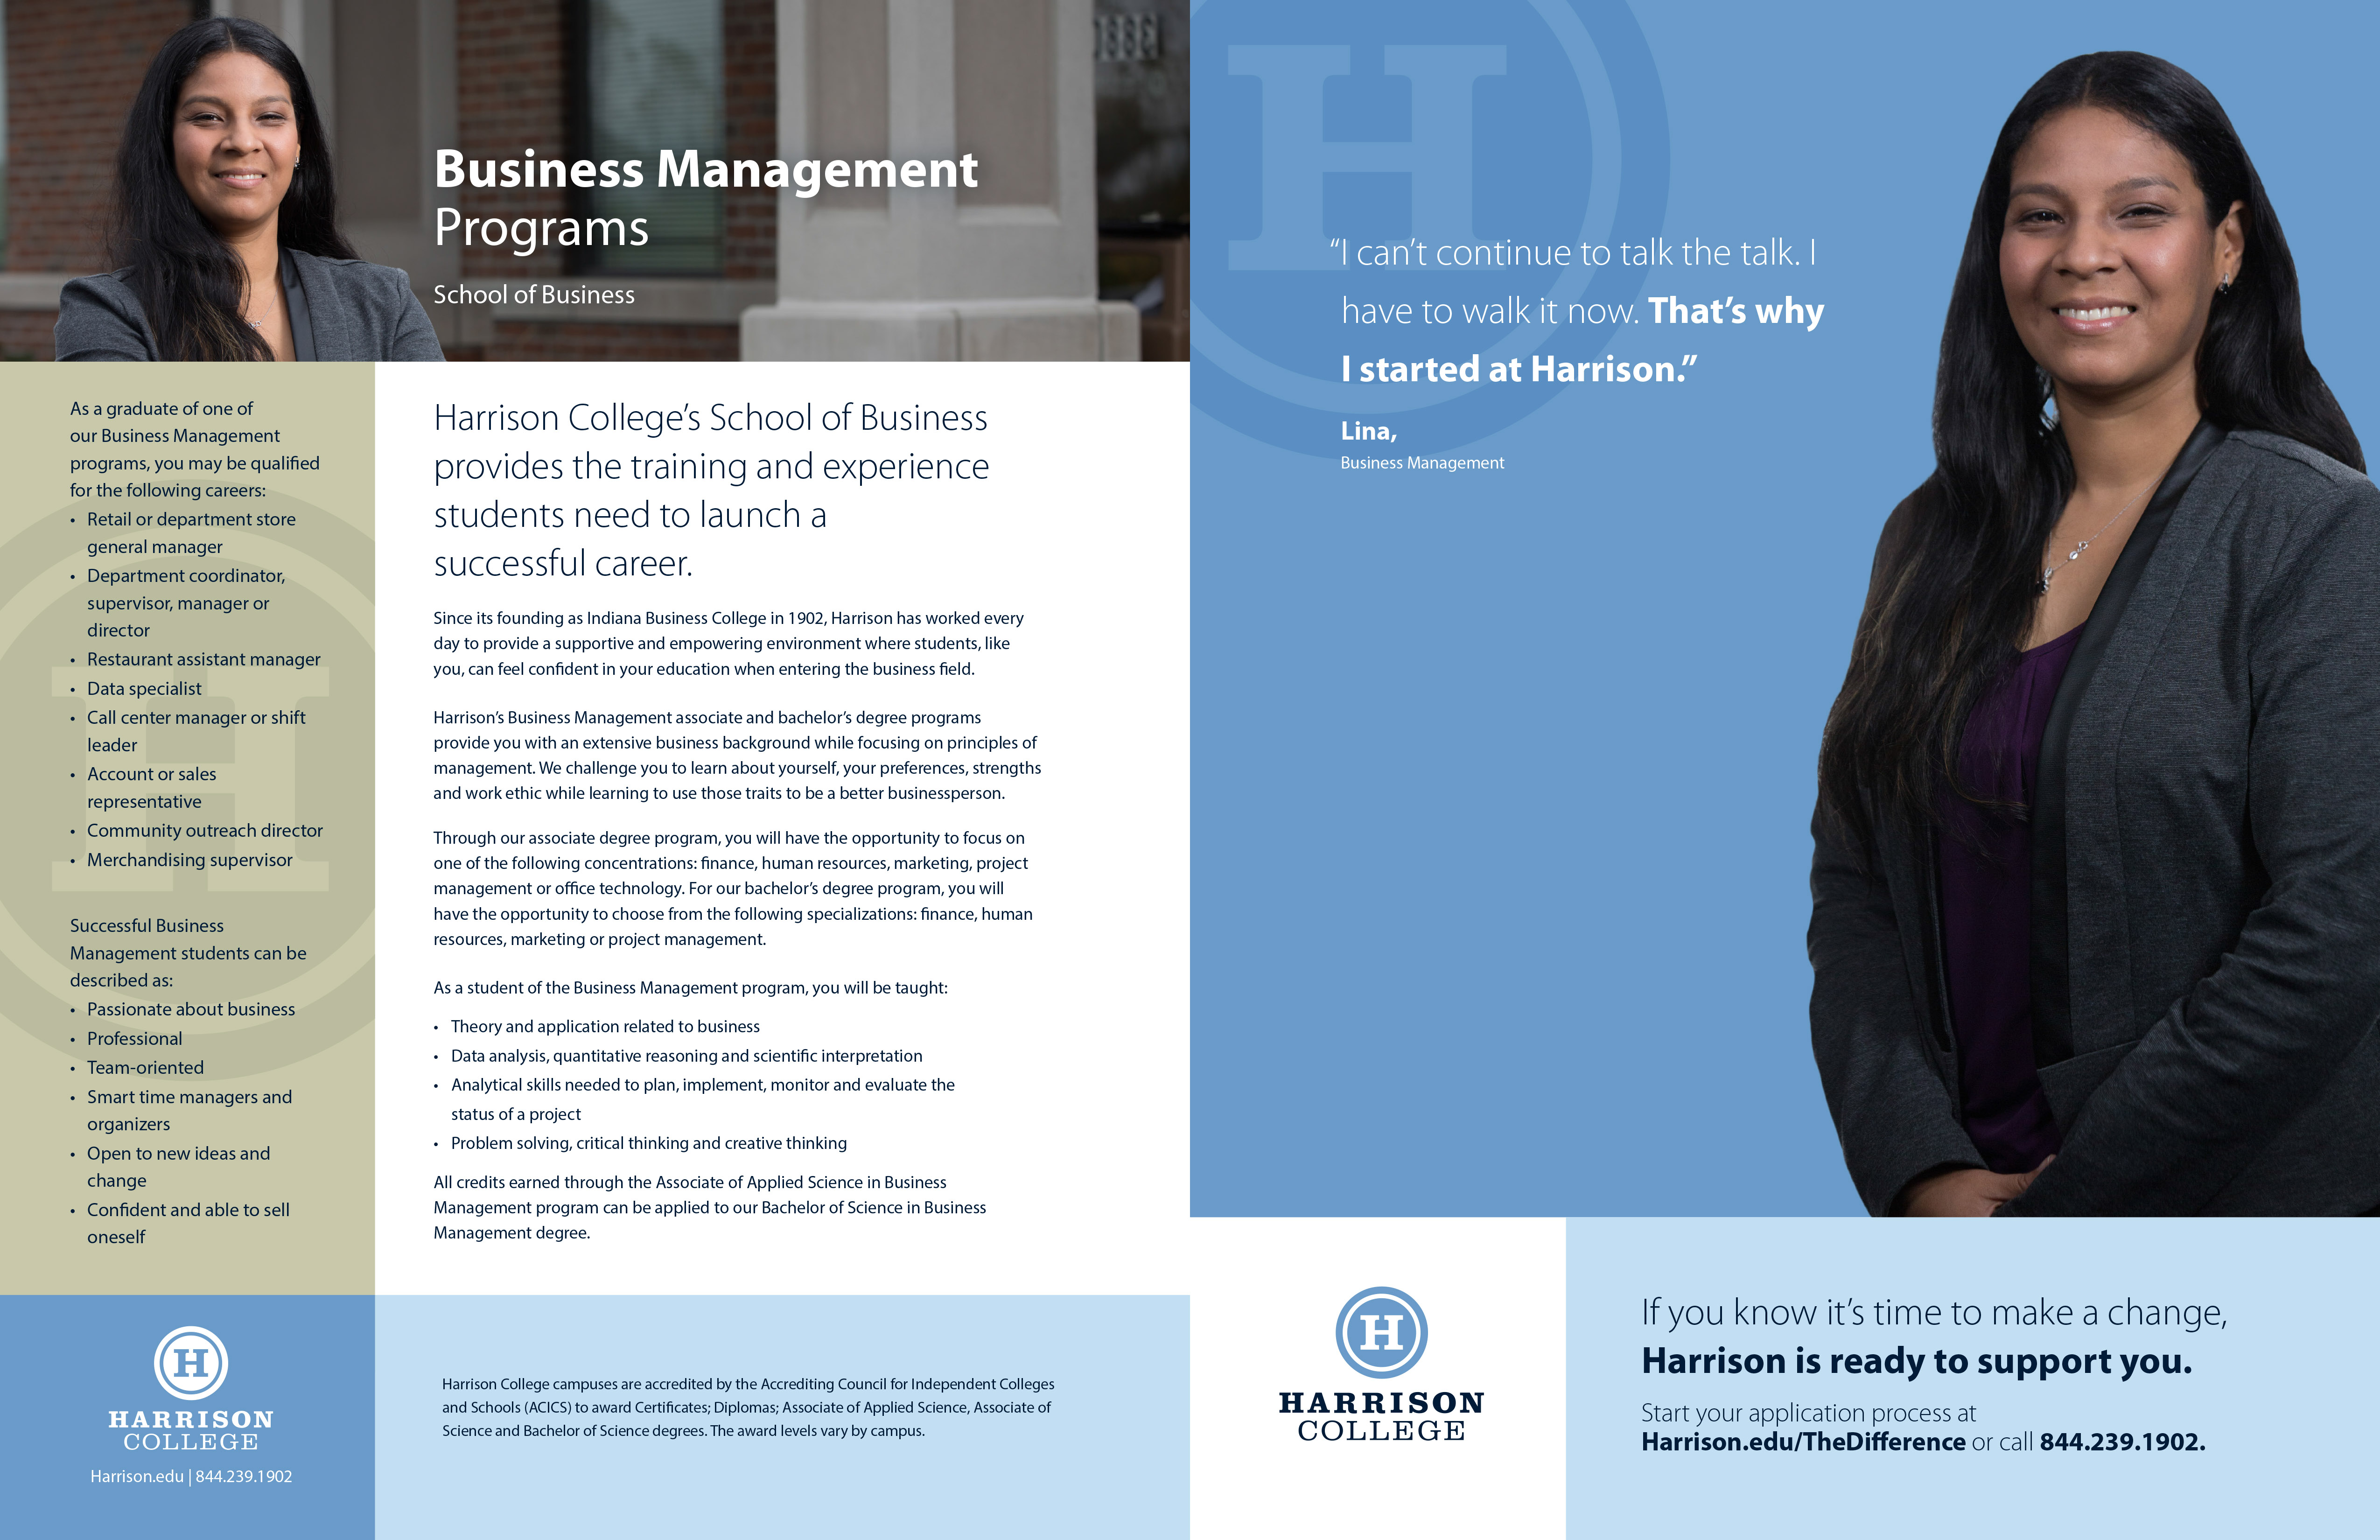 Business Management
Programs
School of Business
As a graduate of one of
our Business Management
programs, you may be qualified
for the following careers:
• Retail or department store
general manager
• Department coordinator,
supervisor, manager or
director
• Restaurant assistant manager
• Data specialist
• Call center manager or shift
leader
• Account or sales
representative
• Community outreach director
• Merchandising supervisor
Successful Business
Management students can be
described as:
• Passionate about business
• Professional
• Team-oriented
• Smart time managers and
organizers
• Open to new ideas and
change
• Confident and able to sell
oneself
H
HARRISON
COLLEGE
Harrison.edu | 844.239.1902
Harrison College’s School of Business
provides the training and experience
students need to launch a
successful career.
Since its founding as Indiana Business College in 1902, Harrison has worked every
day to provide a supportive and empowering environment where students, like
you, can feel confident in your education when entering the business field.
Harrison’s Business Management associate and bachelor’s degree programs
provide you with an extensive business background while focusing on principles of
management. We challenge you to learn about yourself, your preferences, strengths
and work ethic while learning to use those traits to be a better businessperson.
Through our associate degree program, you will have the opportunity to focus on
one of the following concentrations: finance, human resources, marketing, project
management or office technology. For our bachelor’s degree program, you will
have the opportunity to choose from the following specializations: finance, human
resources, marketing or project management.
As a student of the Business Management program, you will be taught:
• Theory and application related to business
• Data analysis, quantitative reasoning and scientific interpretation
• Analytical skills needed to plan, implement, monitor and evaluate the
status of a project
• Problem solving, critical thinking and creative thinking
All credits earned through the Associate of Applied Science in Business
Management program can be applied to our Bachelor of Science in Business
Management degree.
Harrison College campuses are accredited by the Accrediting Council for Independent Colleges
and Schools (ACICS) to award Certificates; Diplomas; Associate of Applied Science, Associate of
Science and Bachelor of Science degrees. The award levels vary by campus.
H
“I can’t continue to talk the talk. I
have to walk it now. That’s why
I started at Harrison.”
Lina,
Business Management
H
HARRISON
COLLEGE
If you know it’s time to make a change,
Harrison is ready to support you.
Start your application process at
Harrison.edu/TheDifference or call 844.239.1902.